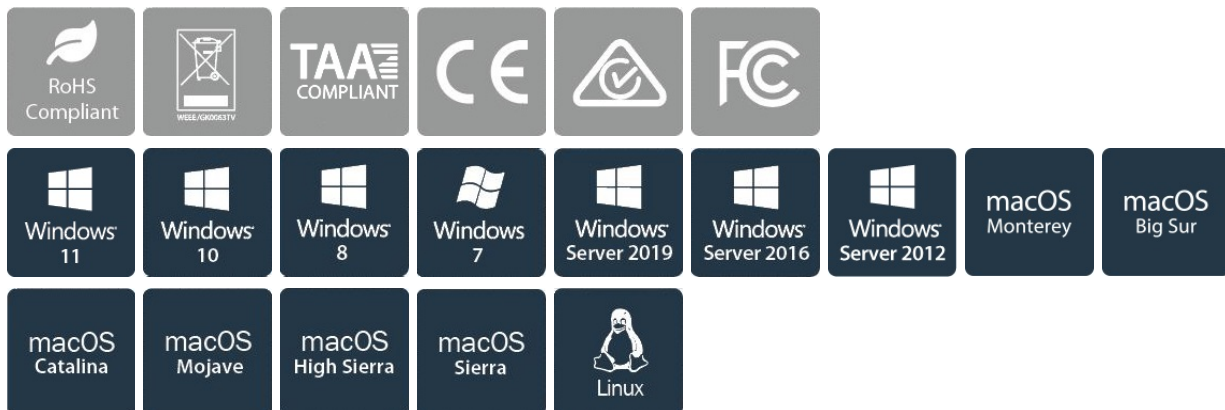 RoHS
Compliant
WEEE/GK0063TV
TAA
COMPLIANT
CE
FC
Windows
11
Windows
10
Windows
8
Windows
7
Windows
Server 2019
Windows
Server 2016
Windows
Server 2012
macOS
Monterey
macOS
Big Sur
macOS
Catalina
macOS
Mojave
macOS
High Sierra
macOS
Sierra
Linux